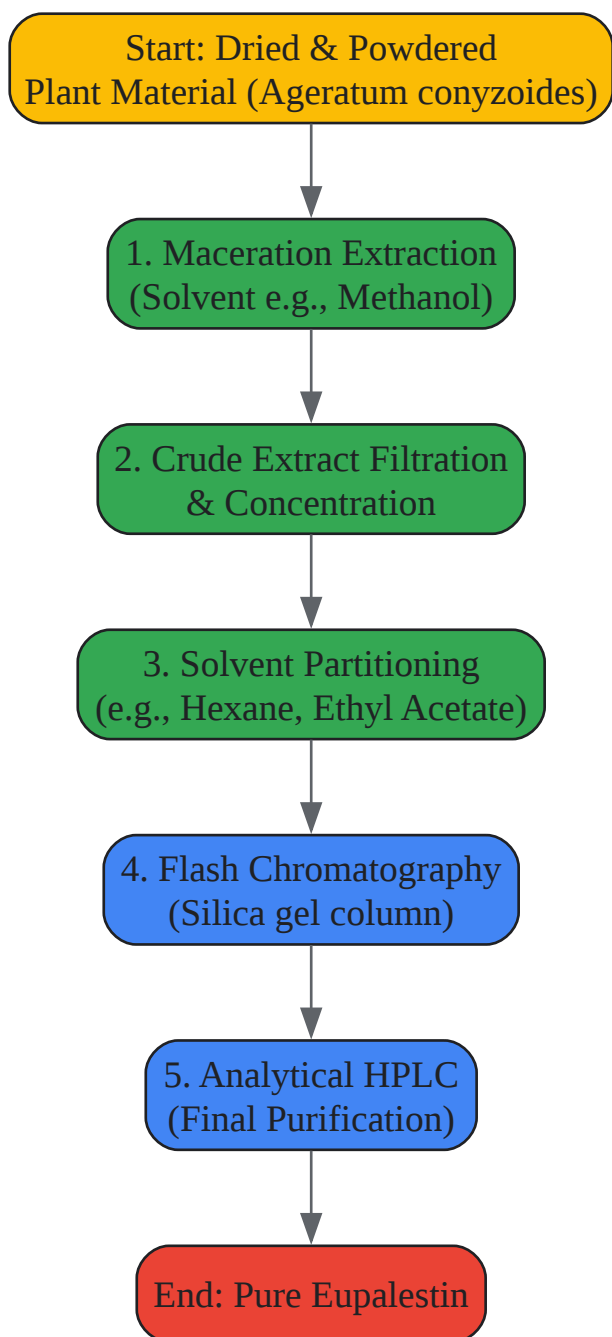 Start: Dried & Powdered
Plant Material (Ageratum conyzoides)
1. Maceration Extraction
(Solvent e.g., Methanol)
2. Crude Extract Filtration
& Concentration
3. Solvent Partitioning
(e.g., Hexane, Ethyl Acetate)
4. Flash Chromatography
(Silica gel column)
5. Analytical HPLC
(Final Purification)
End: Pure Eupalestin